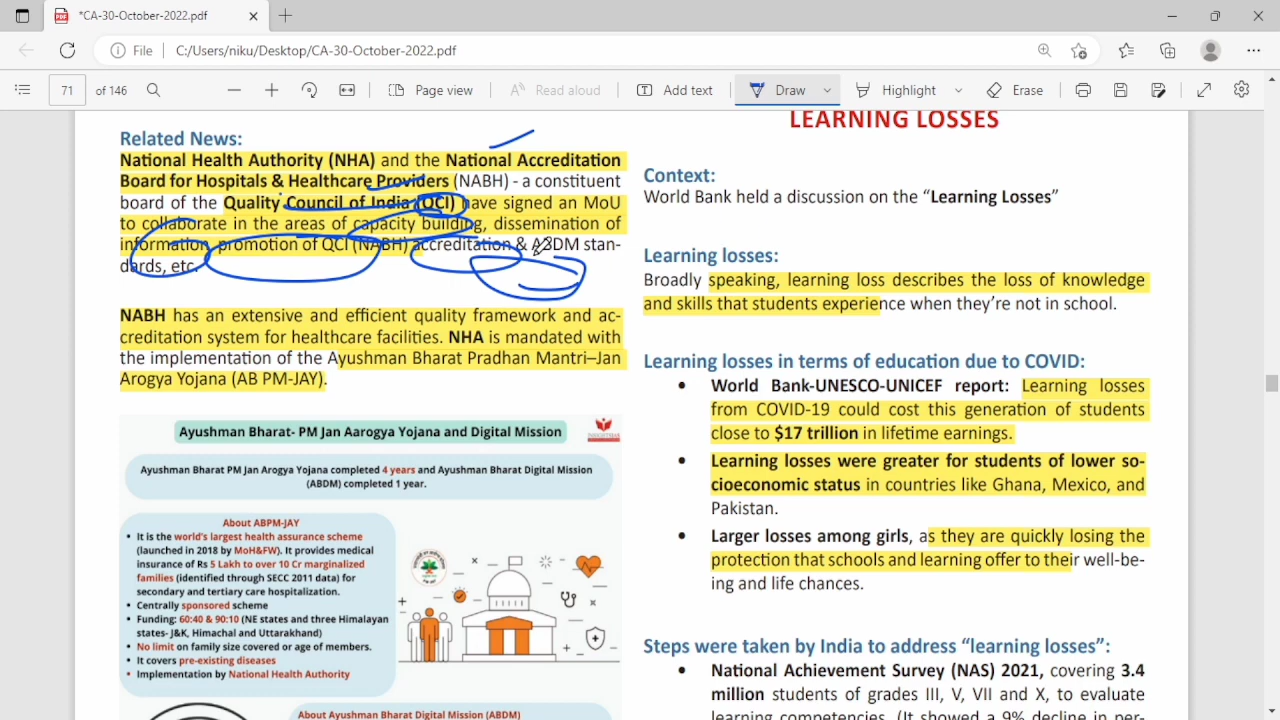 *CA-30-October-2022.pdf
File
C:/Users/niku/Desktop/CA-30-October-2022.pdf
71 of 146
Page view
Read aloud
Add text
Draw
Highlight
Erase
Related News:
National Health Authority (NHA) and the National Accreditation
Board for Hospitals & Healthcare Providers (NABH) - a constituent
board of the Quality Council of India (QCI) have signed an MoU
to collaborate in the areas of capacity building, dissemination of
information, promotion of QCI (NABH) accreditation & ABDM stan-
dards, etc.
NABH has an extensive and efficient quality framework and ac-
creditation system for healthcare facilities. NHA is mandated with
the implementation of the Ayushman Bharat Pradhan Mantri–Jan
Arogya Yojana (AB PM-JAY).
Ayushman Bharat- PM Jan Aarogya Yojana and Digital Mission
Ayushman Bharat PM Jan Arogya Yojana completed 4 years and Ayushman Bharat Digital Mission
(ABDM) completed 1 year.
About ABPM-JAY
• It is the world's largest health assurance scheme
(launched in 2018 by MoH&FW). It provides medical
insurance of Rs 5 Lakh to over 10 Cr marginalized
families (identified through SECC 2011 data) for
secondary and tertiary care hospitalization.
• Centrally sponsored scheme
• Funding: 60:40 & 90:10 (NE states and three Himalayan
states- J&K, Himachal and Uttarakhand)
• No limit on family size covered or age of members.
• It covers pre-existing diseases
• Implementation by National Health Authority
About Ayushman Bharat Digital Mission (ABDM)
LEARNING LOSSES
Context:
World Bank held a discussion on the “Learning Losses”
Learning losses:
Broadly speaking, learning loss describes the loss of knowledge
and skills that students experience when they’re not in school.
Learning losses in terms of education due to COVID:
• World Bank-UNESCO-UNICEF report: Learning losses
from COVID-19 could cost this generation of students
close to $17 trillion in lifetime earnings.
• Learning losses were greater for students of lower so-
cioeconomic status in countries like Ghana, Mexico, and
Pakistan.
• Larger losses among girls, as they are quickly losing the
protection that schools and learning offer to their well-be-
ing and life chances.
Steps were taken by India to address “learning losses”:
• National Achievement Survey (NAS) 2021, covering 3.4
million students of grades III, V, VII and X, to evaluate
learning competencies. (It showed a 9% decline in per-